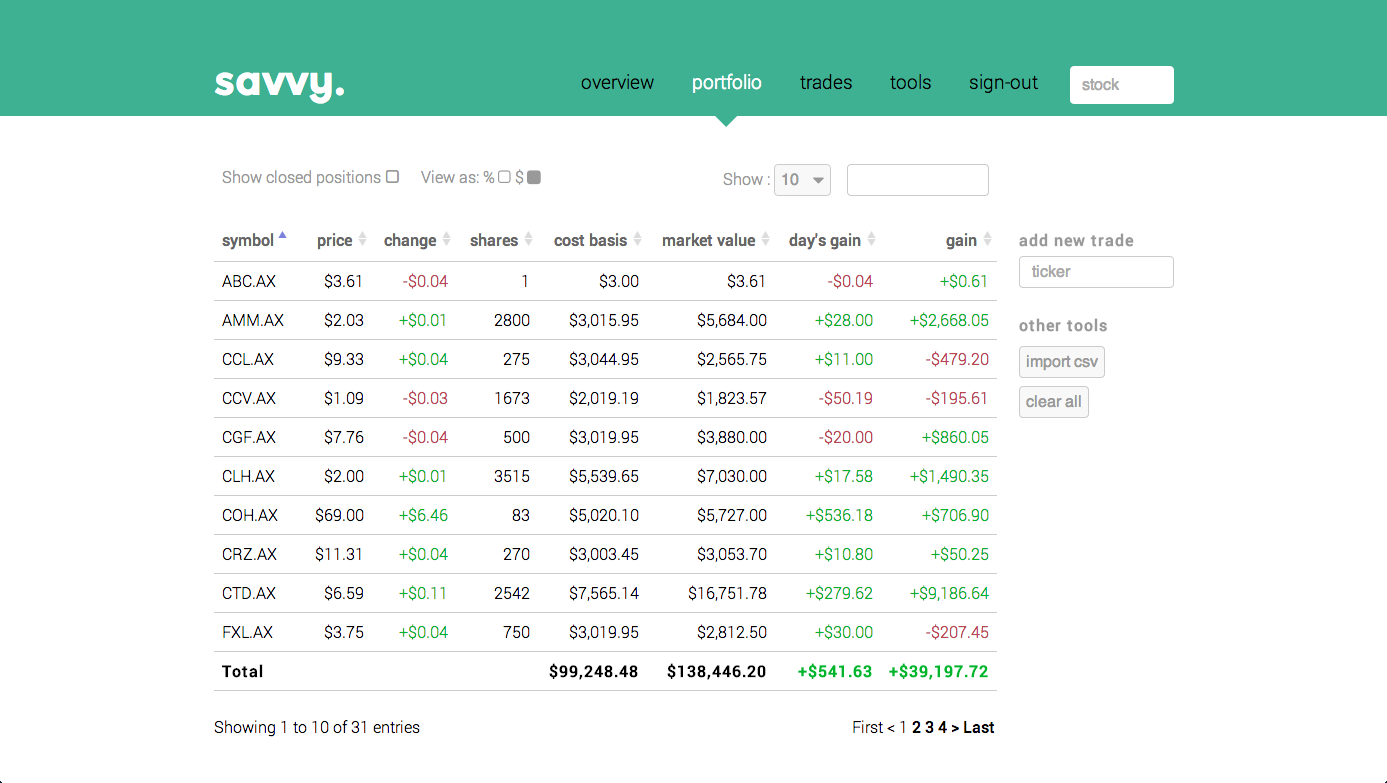 savvy.
overview portfolio trades tools sign-out stock
Show closed positions View as: % $ Show : 10
symbol price change shares cost basis market value day's gain gain
ABC.AX $3.61 -$0.04 1 $3.00 $3.61 -$0.04 +$0.61
AMM.AX $2.03 +$0.01 2800 $3,015.95 $5,684.00 +$28.00 +$2,668.05
CCL.AX $9.33 +$0.04 275 $3,044.95 $2,565.75 +$11.00 -$479.20
CCV.AX $1.09 -$0.03 1673 $2,019.19 $1,823.57 -$50.19 -$195.61
CGF.AX $7.76 -$0.04 500 $3,019.95 $3,880.00 -$20.00 +$860.05
CLH.AX $2.00 +$0.01 3515 $5,539.65 $7,030.00 +$17.58 +$1,490.35
COH.AX $69.00 +$6.46 83 $5,020.10 $5,727.00 +$536.18 +$706.90
CRZ.AX $11.31 +$0.04 270 $3,003.45 $3,053.70 +$10.80 +$50.25
CTD.AX $6.59 +$0.11 2542 $7,565.14 $16,751.78 +$279.62 +$9,186.64
FXL.AX $3.75 +$0.04 750 $3,019.95 $2,812.50 +$30.00 -$207.45
Total $99,248.48 $138,446.20 +$541.63 +$39,197.72
Showing 1 to 10 of 31 entries First < 1 2 3 4 > Last
add new trade
ticker
other tools
import csv
clear all